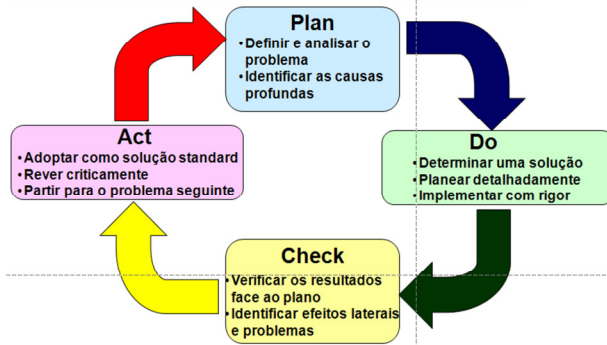 Plan
• Definir e analisar o
problema
• Identificar as causas
profundas
Do
• Determinar uma solução
• Planear detalhadamente
• Implementar com rigor
Check
• Verificar os resultados
face ao plano
• Identificar efeitos laterais
e problemas
Act
• Adoptar como solução standard
• Rever criticamente
• Partir para o problema seguinte